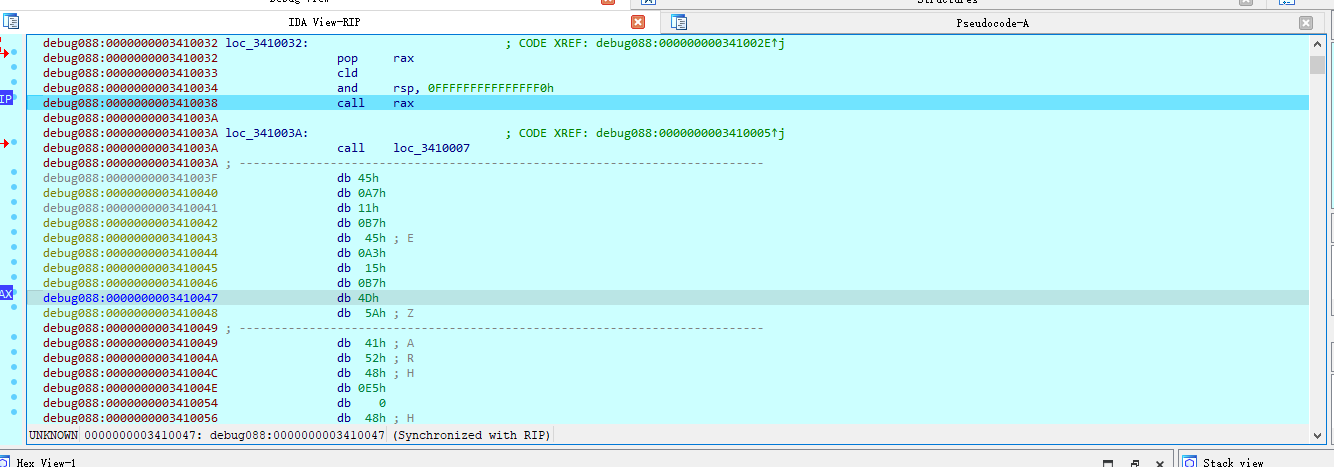 Debug View
Structures
IDA View-RIP
Pseudocode-A
debug088:0000000003410032 loc_3410032: ; CODE XREF: debug088:000000000341002E↑j
debug088:0000000003410032 pop rax
debug088:0000000003410033 cld
debug088:0000000003410034 and rsp, 0FFFFFFFFFFFFFFF0h
IP
debug088:0000000003410038 call rax
debug088:000000000341003A
debug088:000000000341003A loc_341003A: ; CODE XREF: debug088:0000000003410005↑j
debug088:000000000341003A call loc_3410007
debug088:000000000341003A ; ---------------------------------------------------------------------------
debug088:000000000341003F db 45h
debug088:0000000003410040 db 0A7h
debug088:0000000003410041 db 11h
debug088:0000000003410042 db 0B7h
debug088:0000000003410043 db 45h ; E
debug088:0000000003410044 db 0A3h
debug088:0000000003410045 db 15h
debug088:0000000003410046 db 0B7h
AX
debug088:0000000003410047 db 4Dh
debug088:0000000003410048 db 5Ah ; Z
debug088:0000000003410049 ; ---------------------------------------------------------------------------
debug088:0000000003410049 db 41h ; A
debug088:000000000341004A db 52h ; R
debug088:000000000341004C db 48h ; H
debug088:000000000341004E db 0E5h
debug088:0000000003410054 db 0
debug088:0000000003410056 db 48h ; H
UNKNOWN 0000000003410047: debug088:0000000003410047 (Synchronized with RIP)
Hex View-1
Stack view